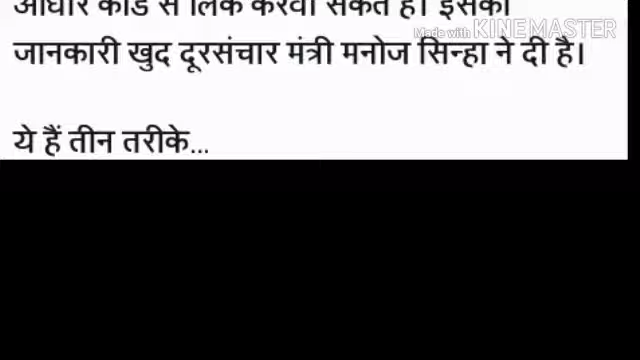 आधार कार्ड से लिंक करवा सकते हैं। इसकी
जानकारी खुद दूरसंचार मंत्री मनोज सिन्हा ने दी है।
ये हैं तीन तरीके...
Made with KINEMASTER